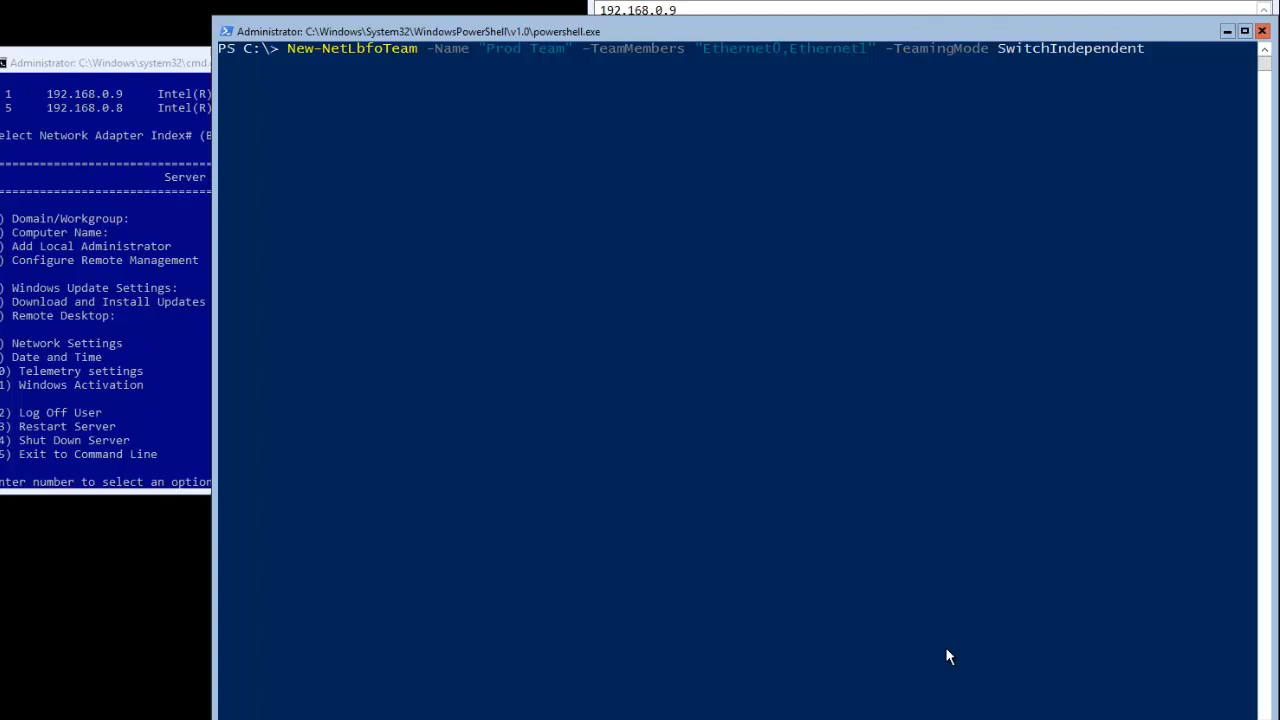 192.168.0.9
Administrator: C:\Windows\System32\WindowsPowerShell\v1.0\powershell.exe
PS C:\> New-NetLbfoTeam -Name "Prod Team" -TeamMembers "Ethernet0,Ethernet1" -TeamingMode SwitchIndependent
Administrator: C:\Windows\system32\cmd.
1 192.168.0.9 Intel(R)
5 192.168.0.8 Intel(R)
elect Network Adapter Index# (
===============================
Server
===============================
) Domain/Workgroup:
) Computer Name:
) Add Local Administrator
) Configure Remote Management
) Windows Update Settings:
) Download and Install Updates
) Remote Desktop:
) Network Settings
) Date and Time
0) Telemetry settings
1) Windows Activation
2) Log Off User
3) Restart Server
4) Shut Down Server
5) Exit to Command Line
nter number to select an option